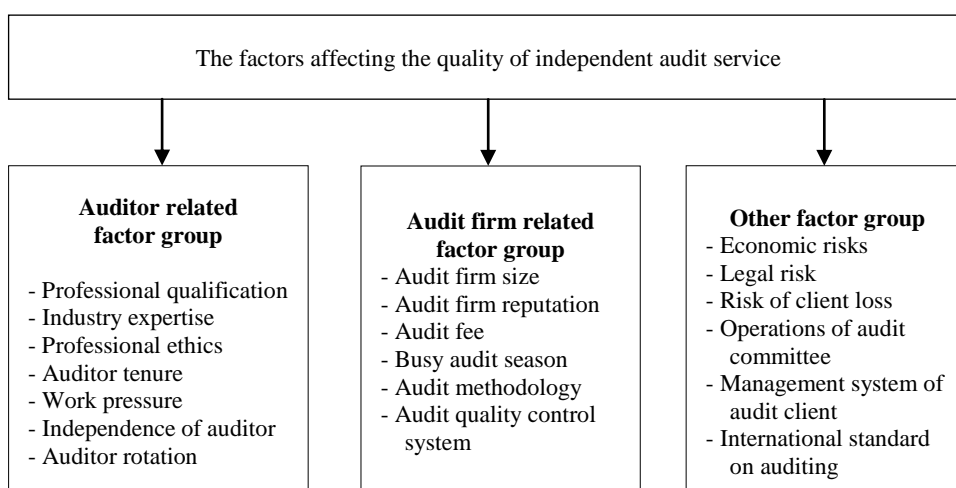 The factors affecting the quality of independent audit service
Auditor related
factor group
- Professional qualification
- Industry expertise
- Professional ethics
- Auditor tenure
- Work pressure
- Independence of auditor
- Auditor rotation
Audit firm related
factor group
- Audit firm size
- Audit firm reputation
- Audit fee
- Busy audit season
- Audit methodology
- Audit quality control
system
Other factor group
- Economic risks
- Legal risk
- Risk of client loss
- Operations of audit
committee
- Management system of
audit client
- International standard
on auditing